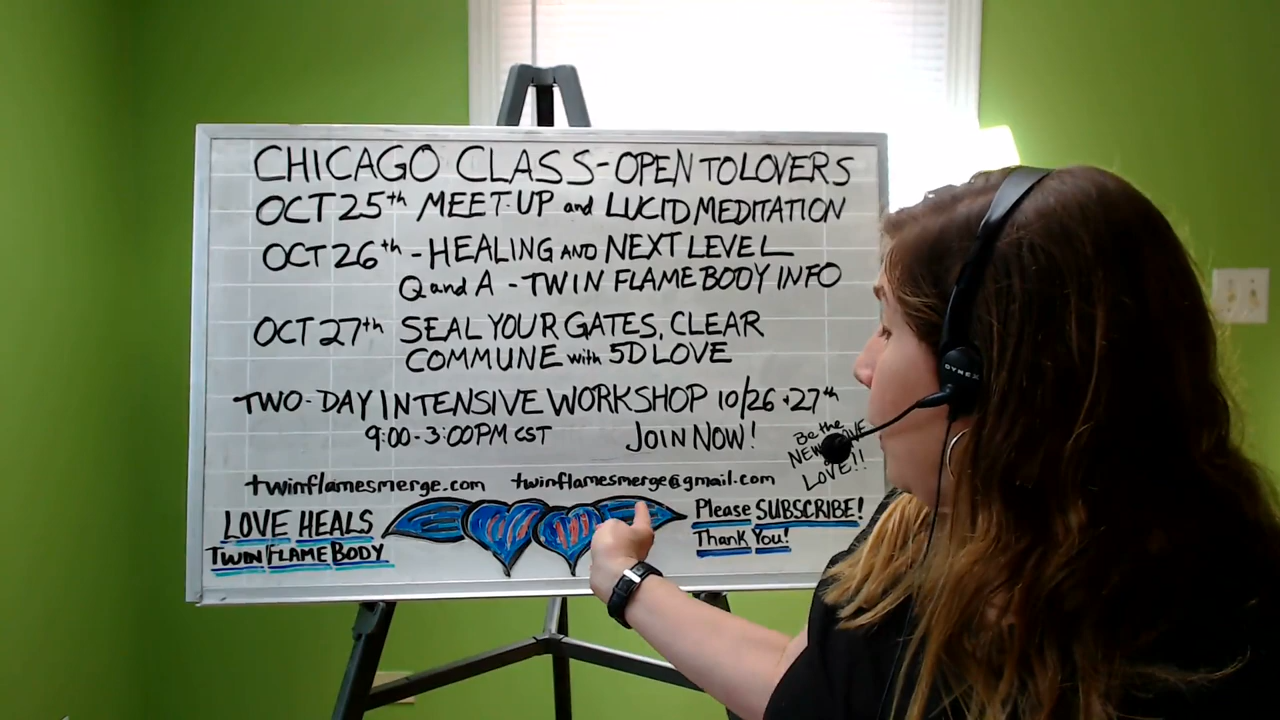 CHICAGO CLASS-OPEN TO LOVERS
OCT 25th MEET-UP and LUCID MEDITATION
OCT 26th - HEALING AND NEXT LEVEL
Q and A - TWIN FLAME BODY INFO
OCT 27th SEAL YOUR GATES, CLEAR
COMMUNE with 5D LOVE
TWO-DAY INTENSIVE WORKSHOP 10/26 + 27th
9:00-3:00PM CST JOIN NOW!
Be the
NEW
LOVE!!
twinflamesmerge.com twinflamesmerge@gmail.com
LOVE HEALS
TWIN FLAME BODY
Please SUBSCRIBE!
Thank You!
DYNEX